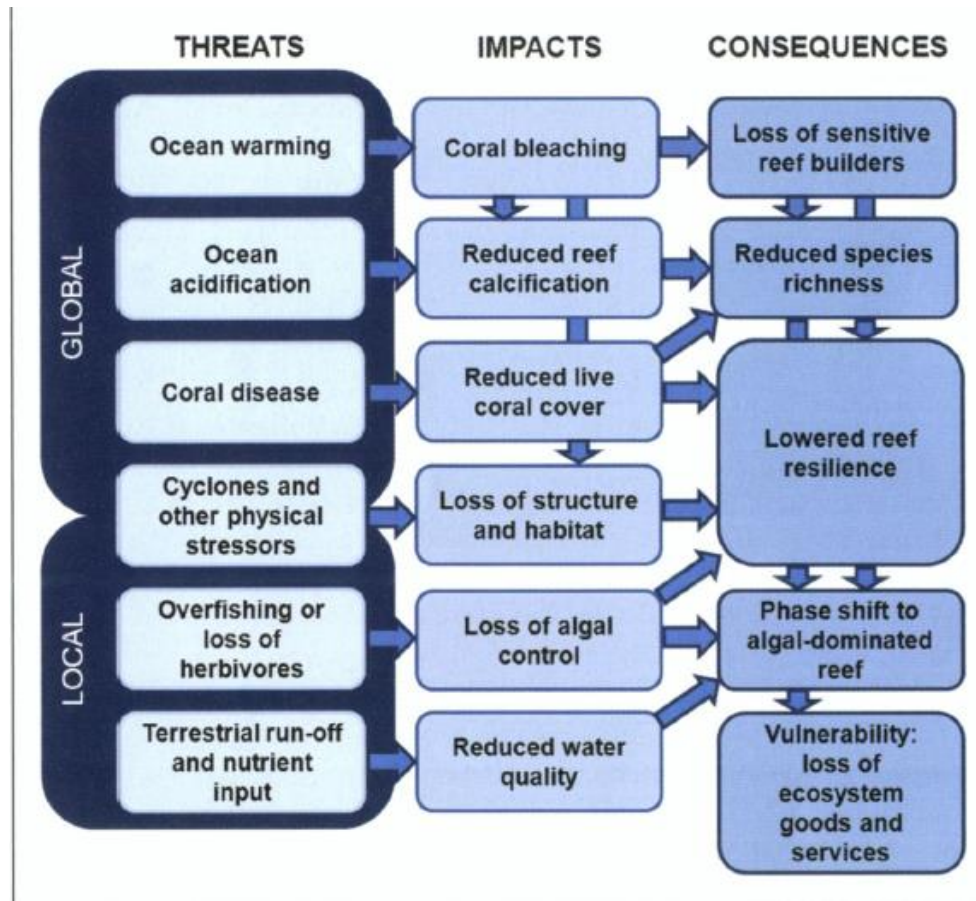 THREATS
IMPACTS
CONSEQUENCES
GLOBAL
Ocean warming
Coral bleaching
Loss of sensitive
reef builders
Ocean
acidification
Reduced reef
calcification
Reduced species
richness
Coral disease
Reduced live
coral cover
Lowered reef
resilience
Cyclones and
other physical
stressors
Loss of structure
and habitat
LOCAL
Overfishing or
loss of
herbivores
Loss of algal
control
Phase shift to
algal-dominated
reef
Terrestrial run-off
and nutrient
input
Reduced water
quality
Vulnerability:
loss of
ecosystem
goods and
services